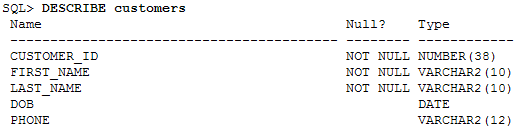 SQL> DESCRIBE customers
Name Null? Type
----------------------------------------- -------- ----------------------------
CUSTOMER_ID NOT NULL NUMBER(38)
FIRST_NAME NOT NULL VARCHAR2(10)
LAST_NAME NOT NULL VARCHAR2(10)
DOB DATE
PHONE VARCHAR2(12)